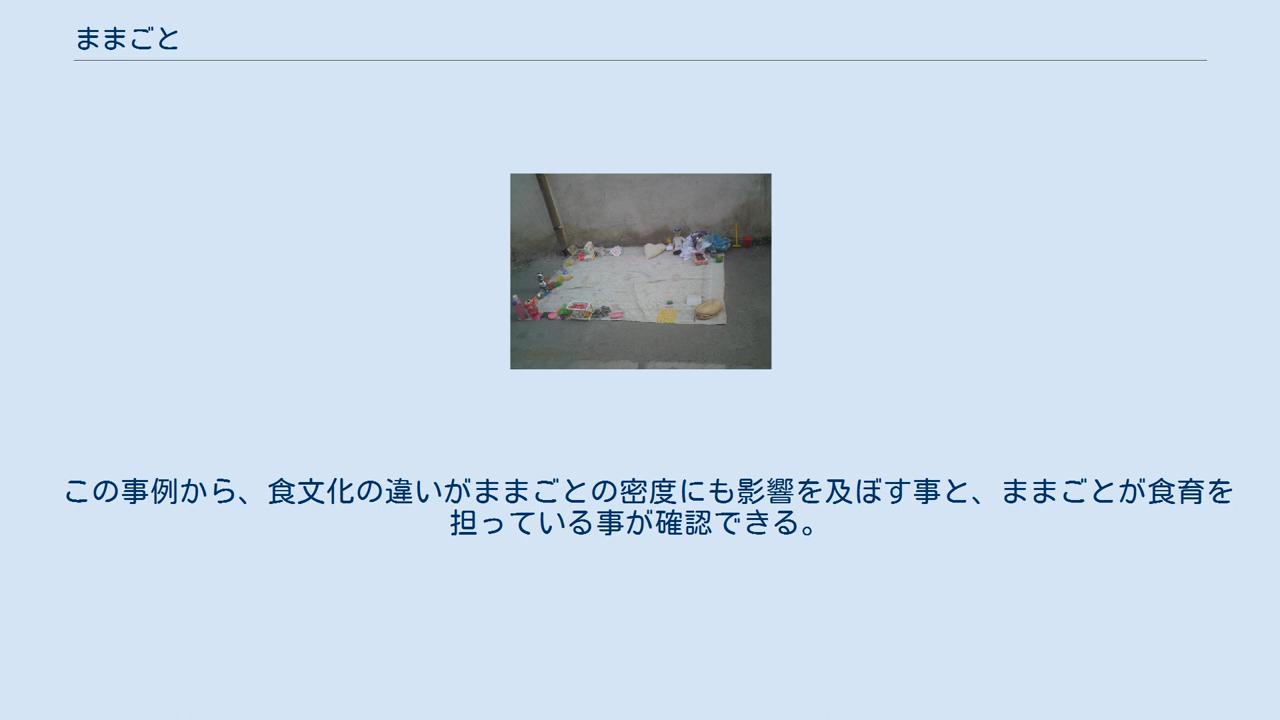 ままごと
この事例から、食文化の違いがままごとの密度にも影響を及ぼす事と、ままごとが食育を
担っている事が確認できる。